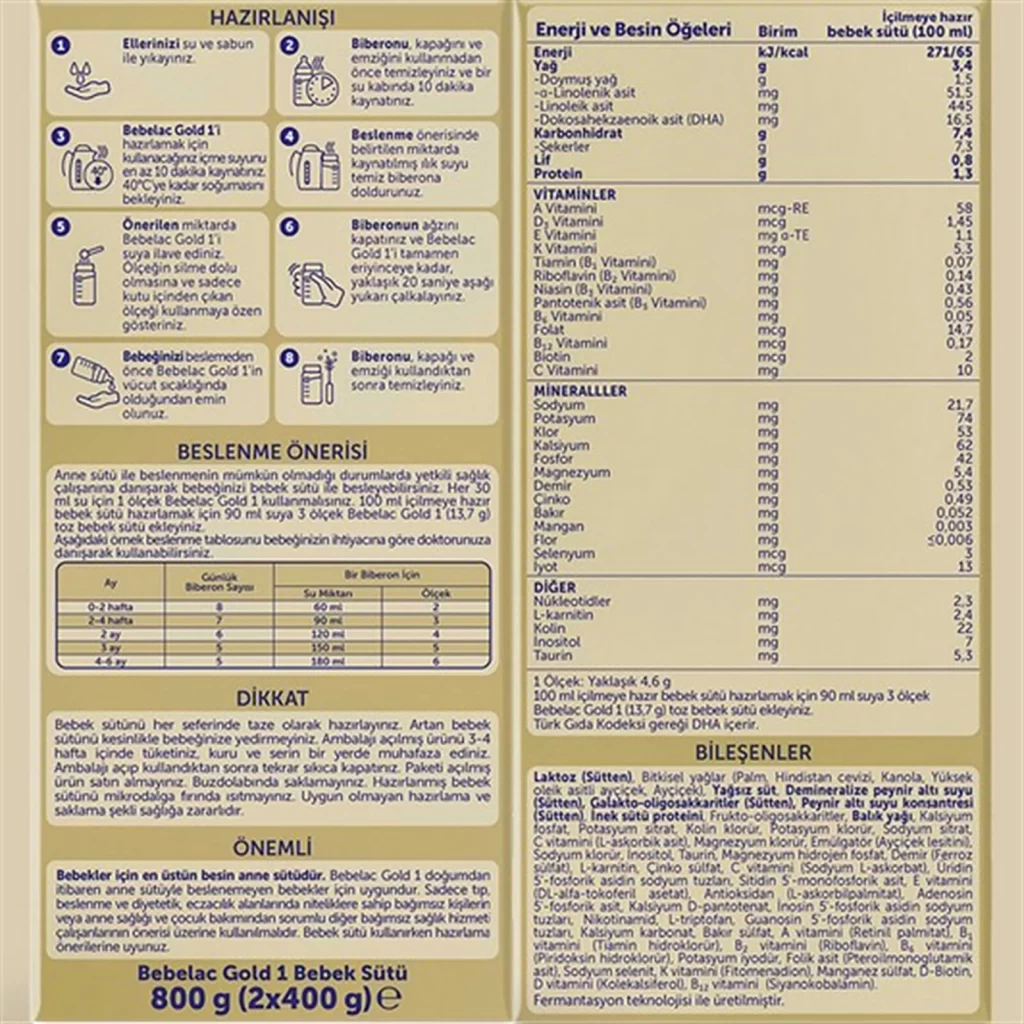 HAZIRLANIŞI
1
Ellerinizi su ve sabun
ile yıkayınız.
2
Biberonu, kapağını ve
emziğini kullanmadan
önce temizleyiniz ve bir
su kabında 10 dakika
kaynatınız.
3
Bebelac Gold 1'i
hazırlamak için
kullanacağınız içme suyunu
en az 10 dakika kaynatınız.
40°C'ye kadar soğumasını
bekleyiniz.
40°
4
Beslenme önerisinde
belirtilen miktarda
kaynatılmış ılık suyu
temiz biberona
doldurunuz.
5
Önerilen miktarda
Bebelac Gold 1'i
suya ilave ediniz.
Ölçeğin silme dolu
olmasına ve sadece
kutu içinden çıkan
ölçeği kullanmaya özen
gösteriniz.
6
Biberonun ağzını
kapatınız ve Bebelac
Gold 1'i tamamen
eriyinceye kadar,
yaklaşık 20 saniye aşağı
yukarı çalkalayınız.
7
Bebeğinizi beslemeden
önce Bebelac Gold 1'in
vücut sıcaklığında
olduğundan emin
olunuz.
8
Biberonu, kapağı ve
emziği kullandıktan
sonra temizleyiniz.
BESLENME ÖNERİSİ
Anne sütü ile beslenmenin mümkün olmadığı durumlarda yetkili sağlık
çalışanına danışarak bebeğinizi bebek sütü ile besleyebilirsiniz. Her 30
ml su için 1 ölçek Bebelac Gold 1 kullanmalısınız. 100 ml içilmeye hazır
bebek sütü hazırlamak için 90 ml suya 3 ölçek Bebelac Gold 1 (13,7 g)
toz bebek sütü ekleyiniz.
Aşağıdaki örnek beslenme tablosunu bebeğinizin ihtiyacına göre doktorunuza
danışarak kullanabilirsiniz.
Ay Günlük Biberon Sayısı Bir Biberon İçin
Su Miktarı Ölçek
0-2 hafta 8 60 ml 2
2-4 hafta 7 90 ml 3
2 ay 6 120 ml 4
3 ay 5 150 ml 5
4-6 ay 5 180 ml 6
DİKKAT
Bebek sütünü her seferinde taze olarak hazırlayınız. Artan bebek
sütünü kesinlikle bebeğinize yedirmeyiniz. Ambalajı açılmış ürünü 3-4
hafta içinde tüketiniz, kuru ve serin bir yerde muhafaza ediniz.
Ambalajı açıp kullandıktan sonra tekrar sıkıca kapatınız. Paketi açılmış
ürün satın almayınız. Buzdolabında saklamayınız. Hazırlanmış bebek
sütünü mikrodalga fırında ısıtmayınız. Uygun olmayan hazırlama ve
saklama şekli sağlığa zararlıdır.
ÖNEMLİ
Bebekler için en üstün besin anne sütüdür. Bebelac Gold 1 doğumdan
itibaren anne sütüyle beslenemeyen bebekler için uygundur. Sadece tıp,
beslenme ve diyetetik, eczacılık alanlarında niteliklere sahip bağımsız kişilerin
veya anne sağlığı ve çocuk bakımından sorumlu diğer bağımsız sağlık hizmeti
çalışanlarının önerisi üzerine kullanılmalıdır. Bebek sütü kullanırken hazırlama
önerilerine uyunuz.
Bebelac Gold 1 Bebek Sütü
800 g (2x400 g) ℮
Enerji ve Besin Öğeleri Birim İçilmeye hazır bebek sütü (100 ml)
Enerji kJ/kcal 271/65
Yağ g 3,4
-Doymuş yağ g 1,5
-α-Linolenik asit mg 51,5
-Linoleik asit mg 445
-Dokosahekzaenoik asit (DHA) mg 16,5
Karbonhidrat g 7,4
-Şekerler g 7,3
Lif g 0,8
Protein g 1,3
VİTAMİNLER
A Vitamini mcg-RE 58
D₃ Vitamini mcg 1,45
E Vitamini mg α-TE 1,1
K Vitamini mcg 5,3
Tiamin (B₁ Vitamini) mg 0,07
Riboflavin (B₂ Vitamini) mg 0,14
Niasin (B₃ Vitamini) mg 0,43
Pantotenik asit (B₅ Vitamini) mg 0,56
B₆ Vitamini mg 0,05
Folat mcg 14,7
B₁₂ Vitamini mcg 0,17
Biotin mcg 2
C Vitamini mg 10
MİNERALLLER
Sodyum mg 21,7
Potasyum mg 74
Klor mg 53
Kalsiyum mg 62
Fosfor mg 42
Magnezyum mg 5,4
Demir mg 0,53
Çinko mg 0,49
Bakır mg 0,052
Mangan mg 0,003
Flor mg ≤0,006
Selenyum mcg 3
İyot mcg 13
DİĞER
Nükleotidler mg 2,3
L-karnitin mg 2,4
Kolin mg 22
İnositol mg 7
Taurin mg 5,3
1 Ölçek: Yaklaşık 4,6 g
100 ml içilmeye hazır bebek sütü hazırlamak için 90 ml suya 3 ölçek
Bebelac Gold 1 (13,7 g) toz bebek sütü ekleyiniz.
Türk Gıda Kodeksi gereği DHA içerir.
BİLEŞENLER
Laktoz (Sütten), Bitkisel yağlar (Palm, Hindistan cevizi, Kanola, Yüksek
oleik asitli ayçiçek, Ayçiçek), Yağsız süt, Demineralize peynir altı suyu
(Sütten), Galakto-oligosakkaritler (Sütten), Peynir altı suyu konsantresi
(Sütten), İnek sütü proteini, Frukto-oligosakkaritler, Balık yağı, Kalsiyum
fosfat, Potasyum sitrat, Kolin klorür, Potasyum klorür, Sodyum sitrat,
C vitamini (L-askorbik asit), Magnezyum klorür, Emülgatör (Ayçiçek lesitini),
Sodyum klorür, İnositol, Taurin, Magnezyum hidrojen fosfat, Demir (Ferroz
sülfat), L-karnitin, Çinko sülfat, C vitamini (Sodyum L-askorbat), Üridin
5'-fosforik asidin sodyum tuzları, Sitidin 5'-monofosforik asit, E vitamini
(DL-alfa-tokoferil asetat), Antioksidan (L-askorbilpalmitat), Adenosin
5'-fosforik asit, Kalsiyum D-pantotenat, İnosin 5'-fosforik asidin sodyum
tuzları, Nikotinamid, L-triptofan, Guanosin 5'-fosforik asidin sodyum
tuzları, Kalsiyum karbonat, Bakır sülfat, A vitamini (Retinil palmitat), B₁
vitamini (Tiamin hidroklorür), B₂ vitamini (Riboflavin), B₆ vitamini
(Piridoksin hidroklorür), Potasyum iyodür, Folik asit (Pteroilmonoglutamik
asit), Sodyum selenit, K vitamini (Fitomenadion), Manganez sülfat, D-Biotin,
D vitamini (Kolekalsiferol), B₁₂ vitamini (Siyanokobalamin).
Fermantasyon teknolojisi ile üretilmiştir.